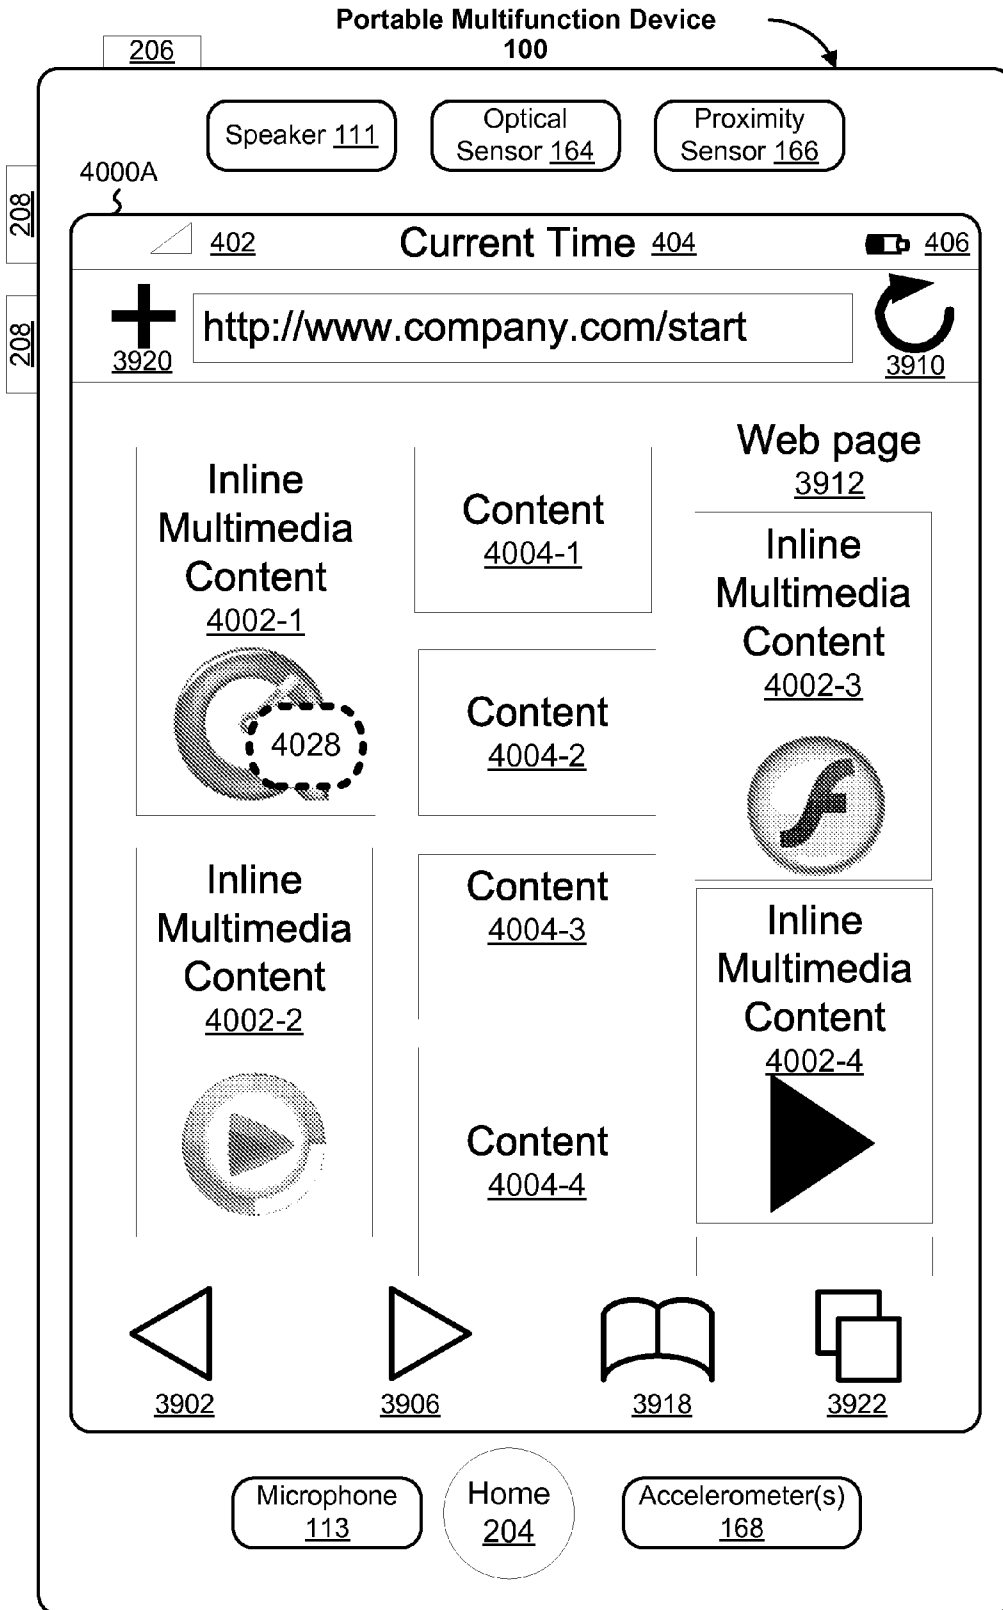 Portable Multifunction Device
100
206
Speaker 111
Optical
Sensor 164
Proximity
Sensor 166
208
208
4000A
402
Current Time 404
406
3920
http://www.company.com/start
3910
Inline
Multimedia
Content
4002-1
4028
Inline
Multimedia
Content
4002-2
Content
4004-1
Content
4004-2
Content
4004-3
Content
4004-4
Web page
3912
Inline
Multimedia
Content
4002-3
Inline
Multimedia
Content
4002-4
3902
3906
3918
3922
Microphone
113
Home
204
Accelerometer(s)
168